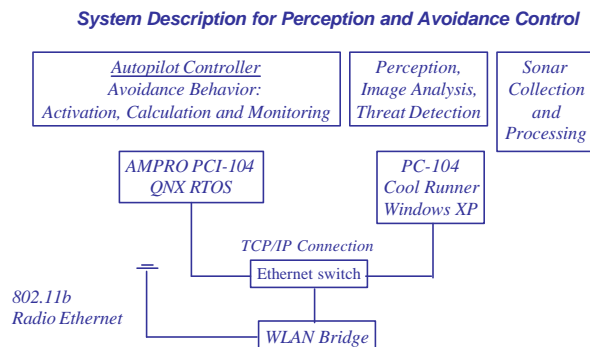 System Description for Perception and Avoidance Control
Autopilot Controller
Avoidance Behavior:
Activation, Calculation and Monitoring
Perception,
Image Analysis,
Threat Detection
Sonar
Collection
and
Processing
AMPRO PCI-104
QNX RTOS
PC-104
Cool Runner
Windows XP
TCP/IP Connection
Ethernet switch
802.11b
Radio Ethernet
WLAN Bridge